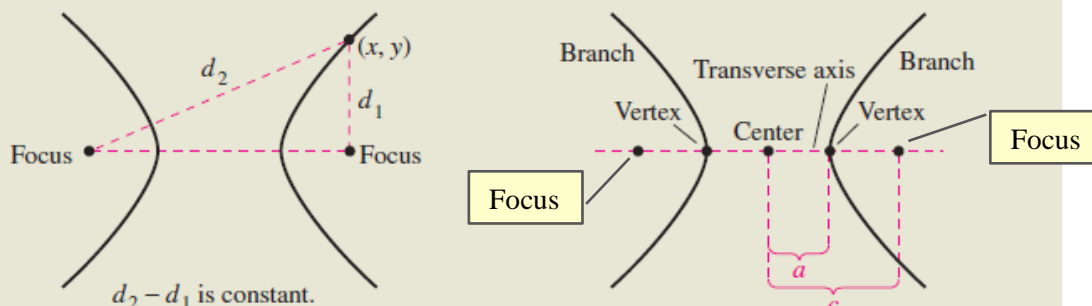 (x, y)
d₂
d₁
Focus
Focus
d₂ − d₁ is constant.
Branch
Branch
Transverse axis
Vertex
Vertex
Center
Focus
Focus
a
c